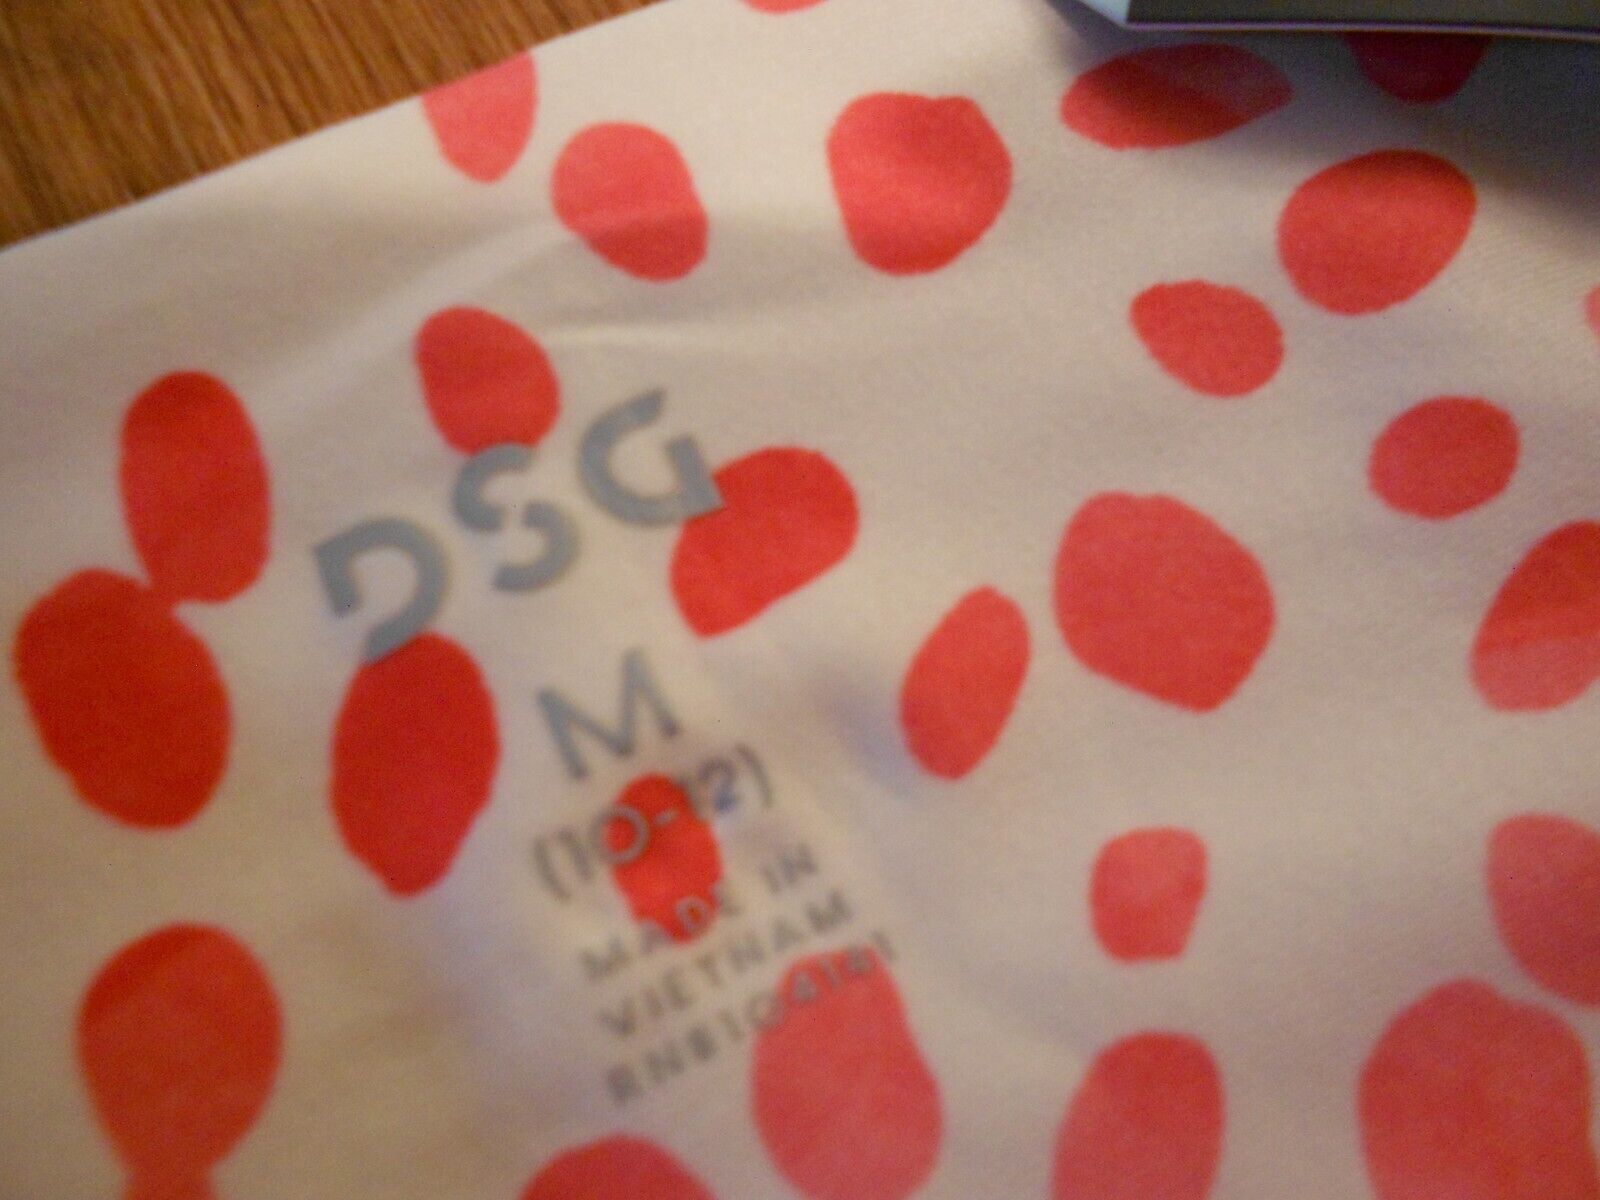 DSG
M
(10-12)
MADE IN
VIETNAM